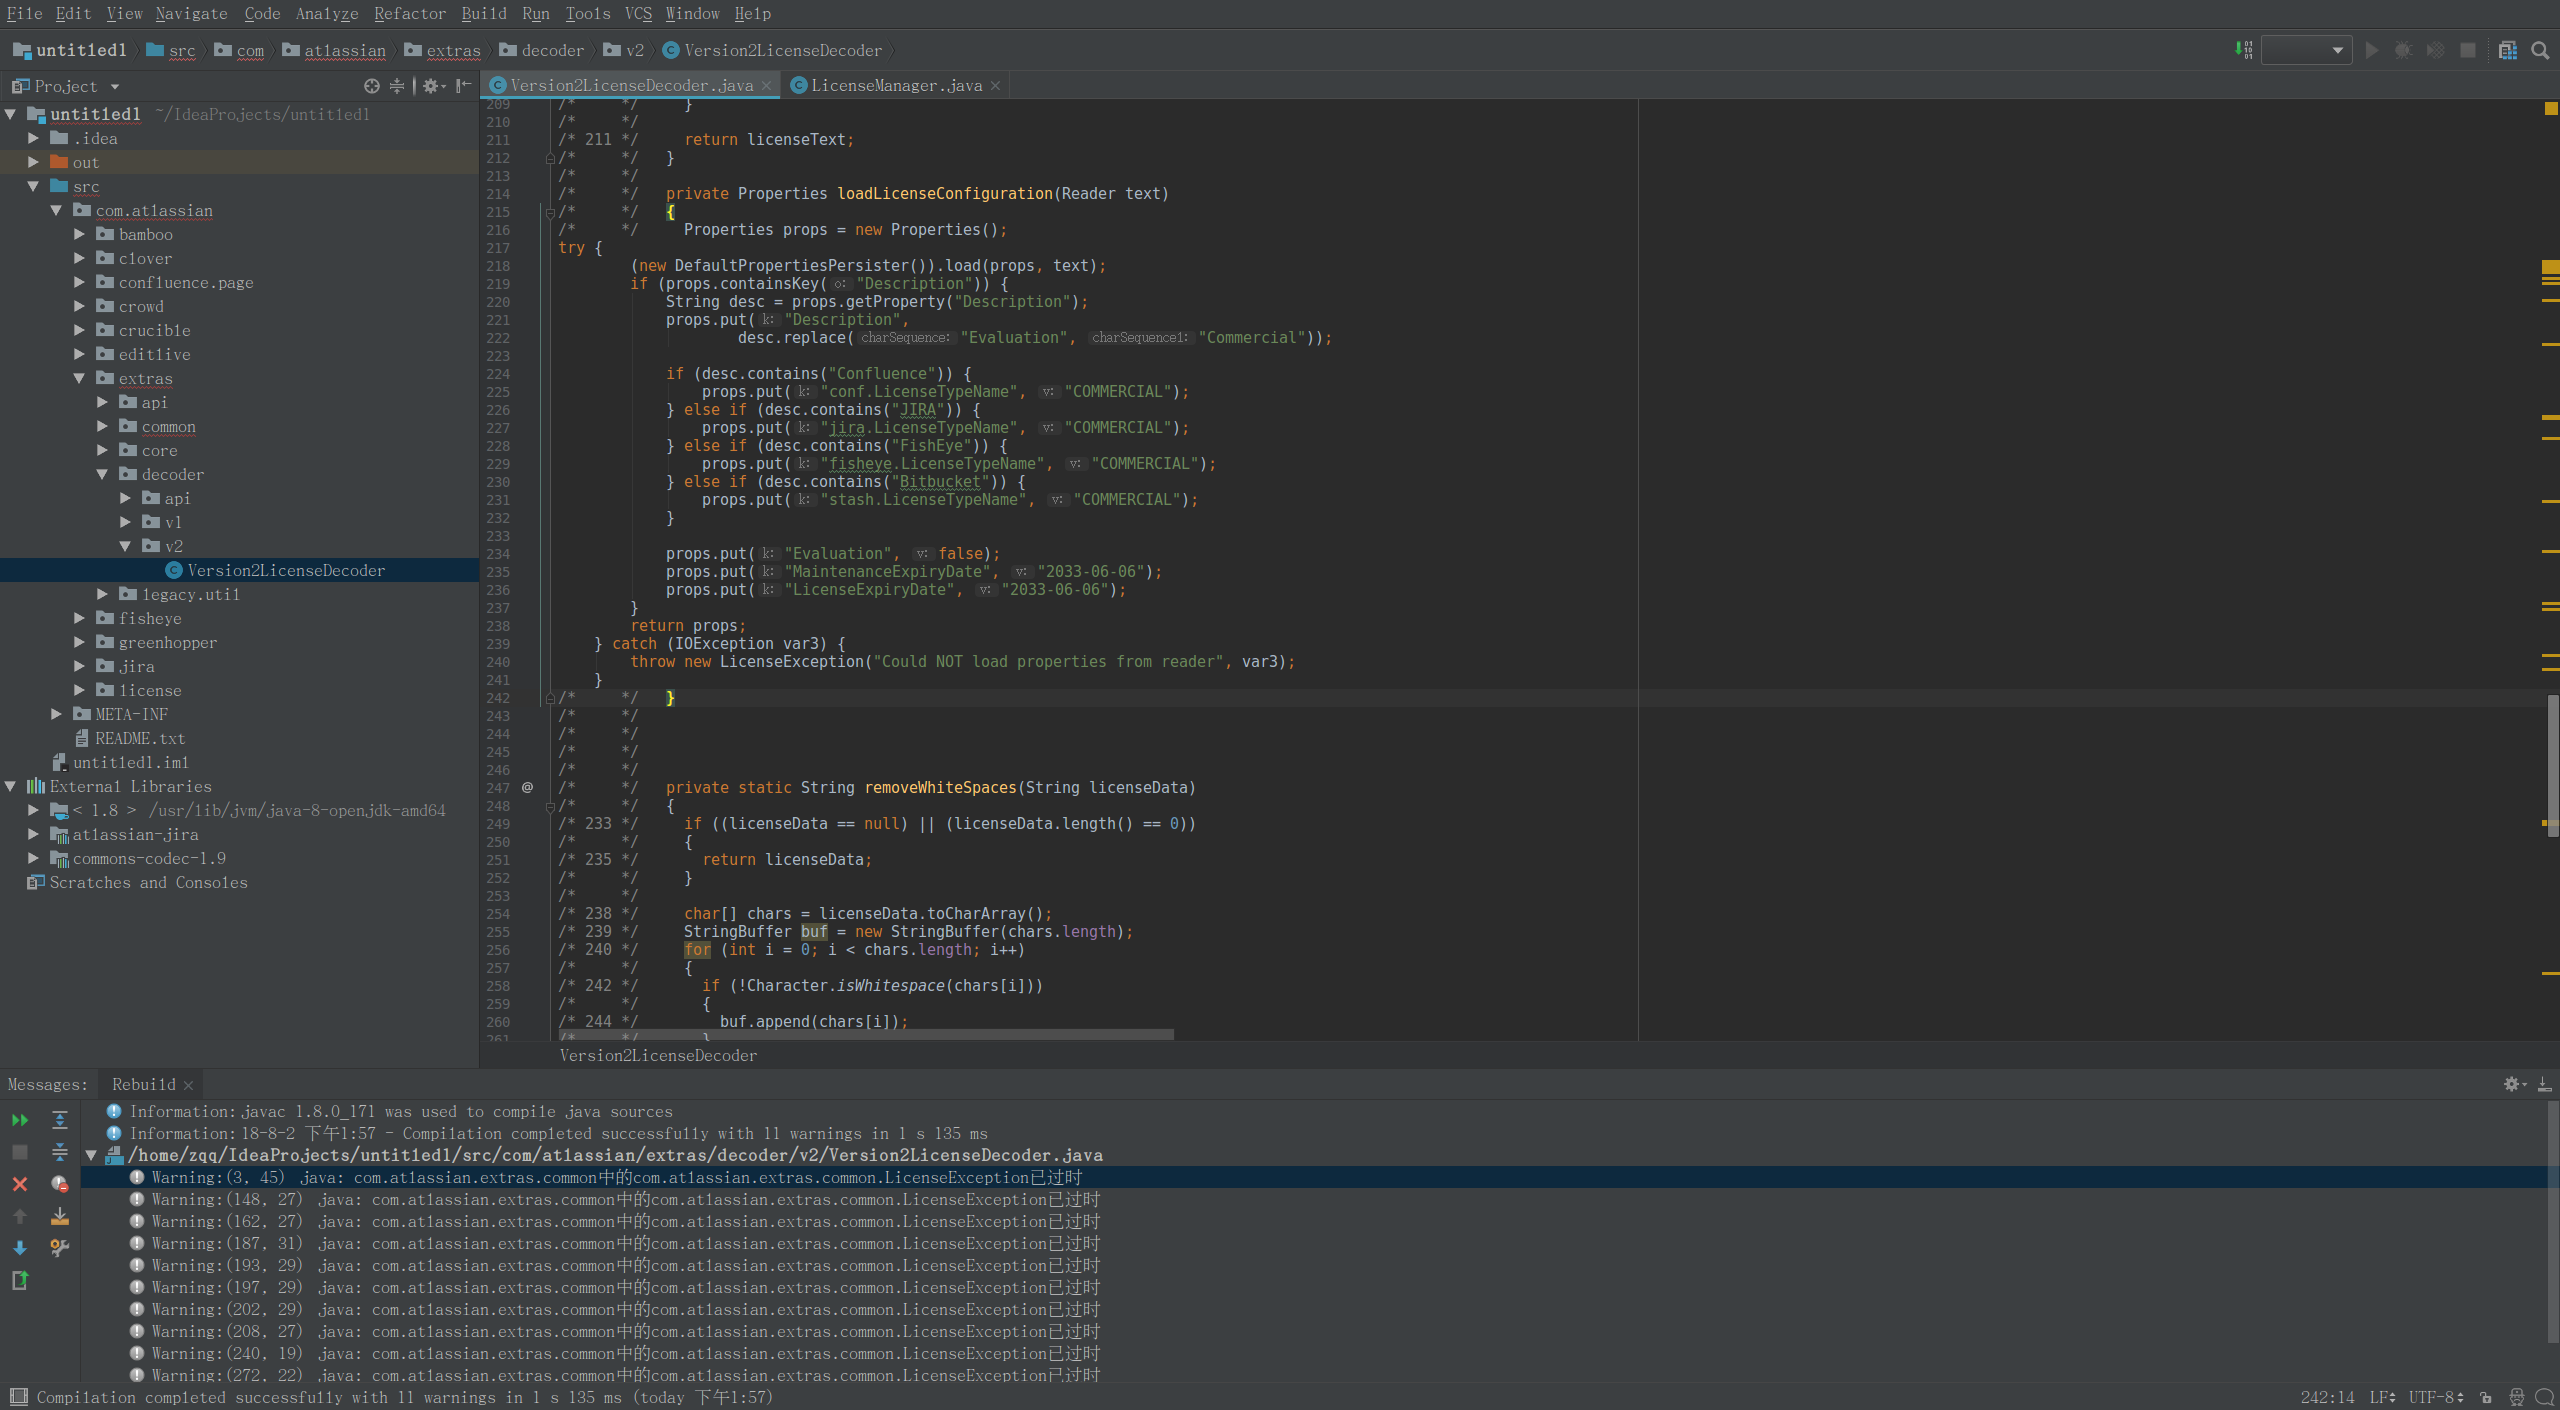 File Edit View Navigate Code Analyze Refactor Build Run Tools VCS Window Help
untitled1 src com atlassian extras decoder v2 Version2LicenseDecoder
Project
Version2LicenseDecoder.java LicenseManager.java
untitled1 ~/IdeaProjects/untitled1
.idea
out
src
com.atlassian
bamboo
clover
confluence.page
crowd
crucible
editlive
extras
api
common
core
decoder
api
v1
v2
Version2LicenseDecoder
legacy.util
fisheye
greenhopper
jira
license
META-INF
README.txt
untitled1.iml
External Libraries
< 1.8 > /usr/lib/jvm/java-8-openjdk-amd64
atlassian-jira
commons-codec-1.9
Scratches and Consoles
209 /* */ }
210 /* */
211 /* 211 */ return licenseText;
212 /* */ }
213 /* */
214 /* */ private Properties loadLicenseConfiguration(Reader text)
215 /* */ {
216 /* */ Properties props = new Properties();
217 try {
218 (new DefaultPropertiesPersister()).load(props, text);
219 if (props.containsKey( o: "Description")) {
220 String desc = props.getProperty("Description");
221 props.put( k: "Description",
222 desc.replace( charSequence: "Evaluation", charSequence1: "Commercial"));
223
224 if (desc.contains("Confluence")) {
225 props.put( k: "conf.LicenseTypeName", v: "COMMERCIAL");
226 } else if (desc.contains("JIRA")) {
227 props.put( k: "jira.LicenseTypeName", v: "COMMERCIAL");
228 } else if (desc.contains("FishEye")) {
229 props.put( k: "fisheye.LicenseTypeName", v: "COMMERCIAL");
230 } else if (desc.contains("Bitbucket")) {
231 props.put( k: "stash.LicenseTypeName", v: "COMMERCIAL");
232 }
233
234 props.put( k: "Evaluation", v: false);
235 props.put( k: "MaintenanceExpiryDate", v: "2033-06-06");
236 props.put( k: "LicenseExpiryDate", v: "2033-06-06");
237 }
238 return props;
239 } catch (IOException var3) {
240 throw new LicenseException("Could NOT load properties from reader", var3);
241 }
242 /* */ }
243 /* */
244 /* */
245 /* */
246 /* */
247 @ /* */ private static String removeWhiteSpaces(String licenseData)
248 /* */ {
249 /* 233 */ if ((licenseData == null) || (licenseData.length() == 0))
250 /* */ {
251 /* 235 */ return licenseData;
252 /* */ }
253 /* */
254 /* 238 */ char[] chars = licenseData.toCharArray();
255 /* 239 */ StringBuffer buf = new StringBuffer(chars.length);
256 /* 240 */ for (int i = 0; i < chars.length; i++)
257 /* */ {
258 /* 242 */ if (!Character.isWhitespace(chars[i]))
259 /* */ {
260 /* 244 */ buf.append(chars[i]);
261 /* */ }
Version2LicenseDecoder
Messages: Rebuild
Information:javac 1.8.0_171 was used to compile java sources
Information:18-8-2 下午1:57 - Compilation completed successfully with 11 warnings in 1 s 135 ms
/home/zqq/IdeaProjects/untitled1/src/com/atlassian/extras/decoder/v2/Version2LicenseDecoder.java
Warning:(3, 45) java: com.atlassian.extras.common中的com.atlassian.extras.common.LicenseException已过时
Warning:(148, 27) java: com.atlassian.extras.common中的com.atlassian.extras.common.LicenseException已过时
Warning:(162, 27) java: com.atlassian.extras.common中的com.atlassian.extras.common.LicenseException已过时
Warning:(187, 31) java: com.atlassian.extras.common中的com.atlassian.extras.common.LicenseException已过时
Warning:(193, 29) java: com.atlassian.extras.common中的com.atlassian.extras.common.LicenseException已过时
Warning:(197, 29) java: com.atlassian.extras.common中的com.atlassian.extras.common.LicenseException已过时
Warning:(202, 29) java: com.atlassian.extras.common中的com.atlassian.extras.common.LicenseException已过时
Warning:(208, 27) java: com.atlassian.extras.common中的com.atlassian.extras.common.LicenseException已过时
Warning:(240, 19) java: com.atlassian.extras.common中的com.atlassian.extras.common.LicenseException已过时
Warning:(272, 22) java: com.atlassian.extras.common中的com.atlassian.extras.common.LicenseException已过时
Compilation completed successfully with 11 warnings in 1 s 135 ms (today 下午1:57) 242:14 LF UTF-8